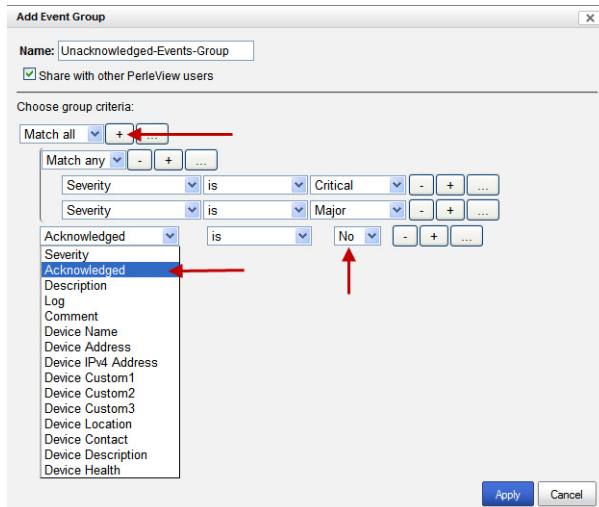 Add Event Group
Name: Unacknowledged-Events-Group
Share with other PerleView users
Choose group criteria:
Match all + ...
Match any - + ...
Severity is Critical - + ...
Severity is Major - + ...
Acknowledged is No - + ...
Severity
Acknowledged
Description
Log
Comment
Device Name
Device Address
Device IPv4 Address
Device Custom1
Device Custom2
Device Custom3
Device Location
Device Contact
Device Description
Device Health
Apply Cancel